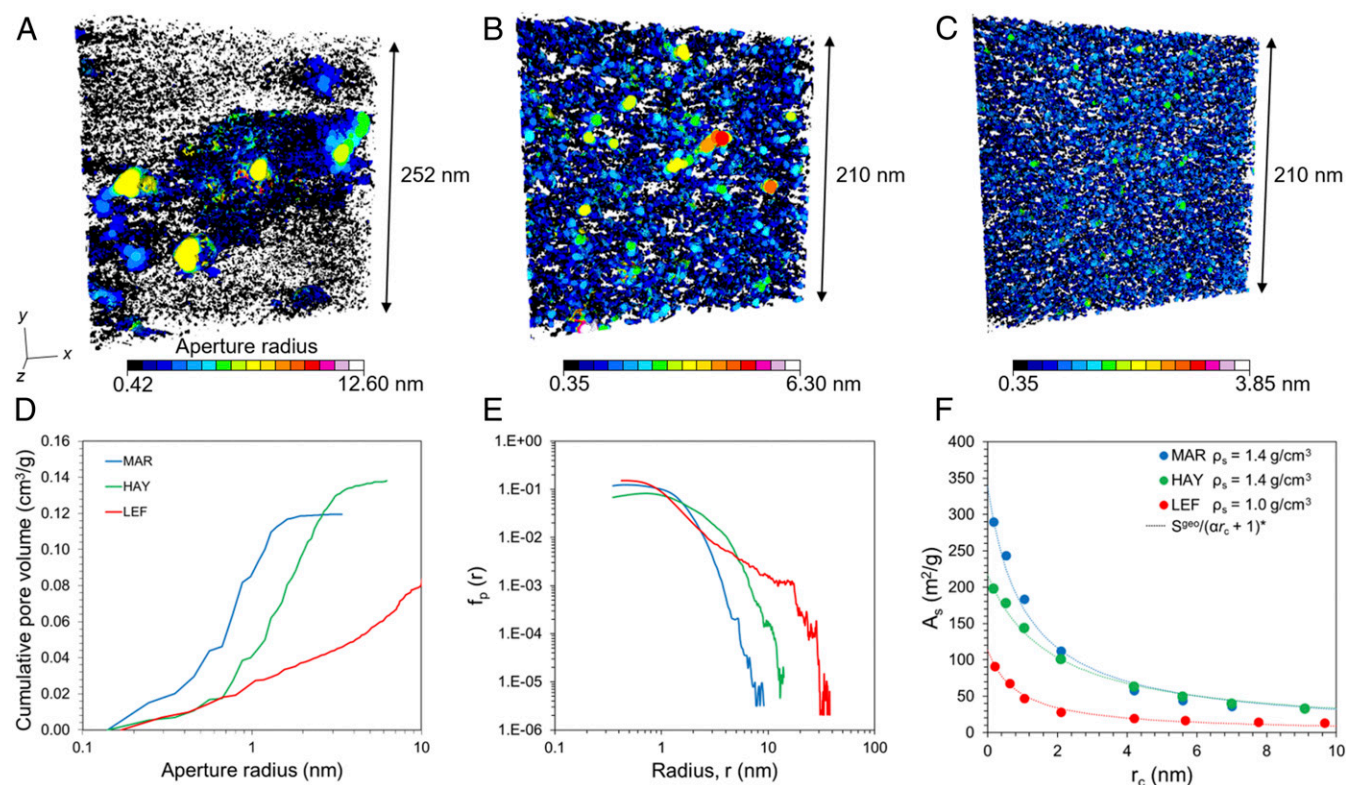 A
B
C
252 nm
210 nm
210 nm
y
x
z
Aperture radius
0.42
12.60 nm
0.35
6.30 nm
0.35
3.85 nm
D
E
F
Cumulative pore volume (cm³/g)
0.16
0.14
0.12
0.10
0.08
0.06
0.04
0.02
0.00
MAR
HAY
LEF
0.1
1
10
Aperture radius (nm)
fₚ (r)
1.E+00
1.E-01
1.E-02
1.E-03
1.E-04
1.E-05
1.E-06
0.1
1
10
100
Radius, r (nm)
Aₛ (m²/g)
400
350
300
250
200
150
100
50
0
MAR ρₛ = 1.4 g/cm³
HAY ρₛ = 1.4 g/cm³
LEF ρₛ = 1.0 g/cm³
Sᵍᵉᵒ/(αr_c + 1)*
0
2
4
6
8
10
r_c (nm)